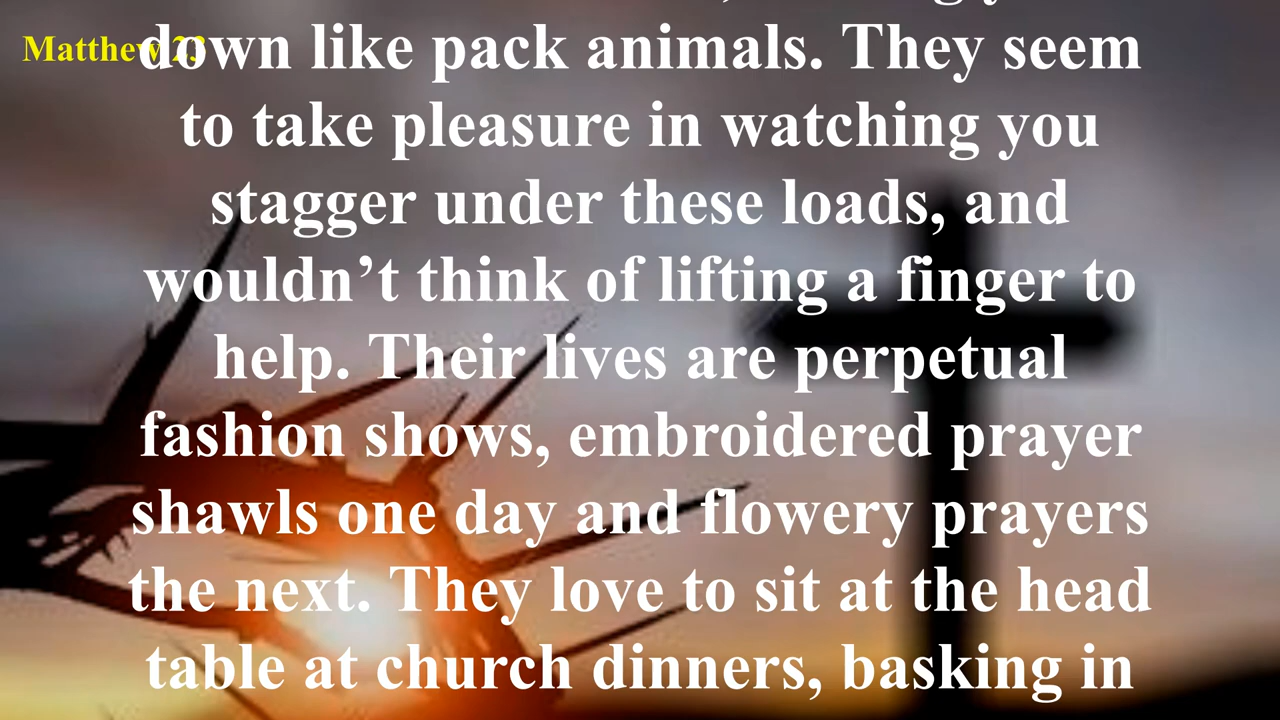 Matthew 23
down like pack animals. They seem
to take pleasure in watching you
stagger under these loads, and
wouldn’t think of lifting a finger to
help. Their lives are perpetual
fashion shows, embroidered prayer
shawls one day and flowery prayers
the next. They love to sit at the head
table at church dinners, basking in